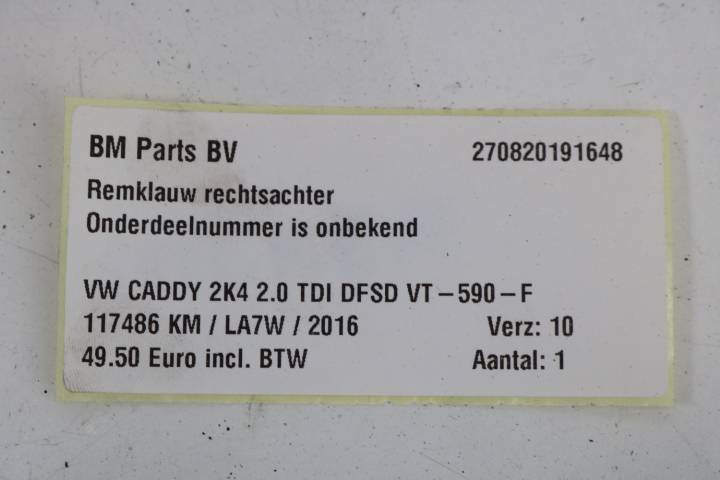 BM Parts BV 270820191648
Remklauw rechtsachter
Onderdeelnummer is onbekend
VW CADDY 2K4 2.0 TDI DFSD VT-590-F
117486 KM / LA7W / 2016 Verz: 10
49.50 Euro incl. BTW Aantal: 1